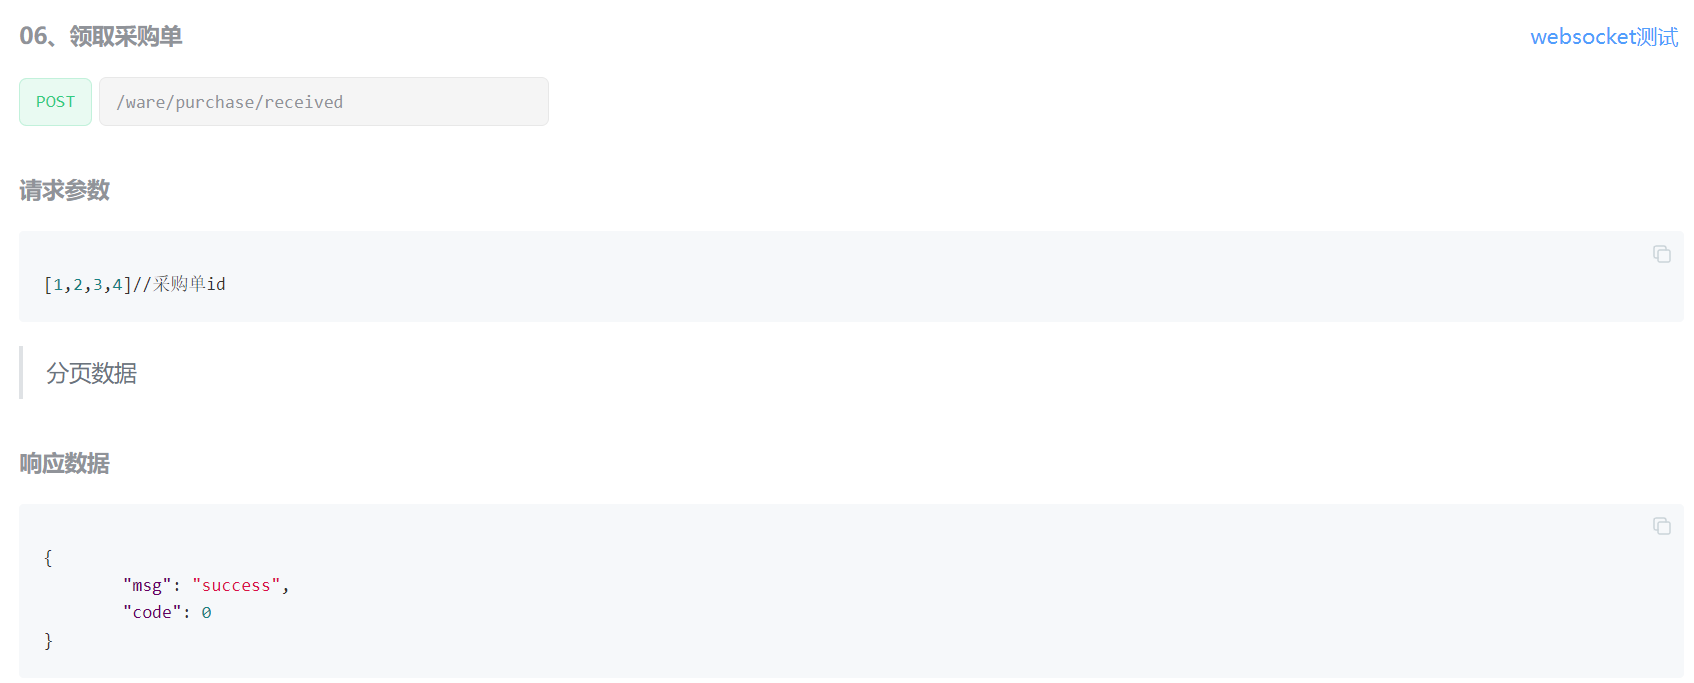 06、领取采购单
websocket测试
POST
/ware/purchase/received
请求参数
[1,2,3,4]//采购单id
分页数据
响应数据
{
"msg": "success",
"code": 0
}